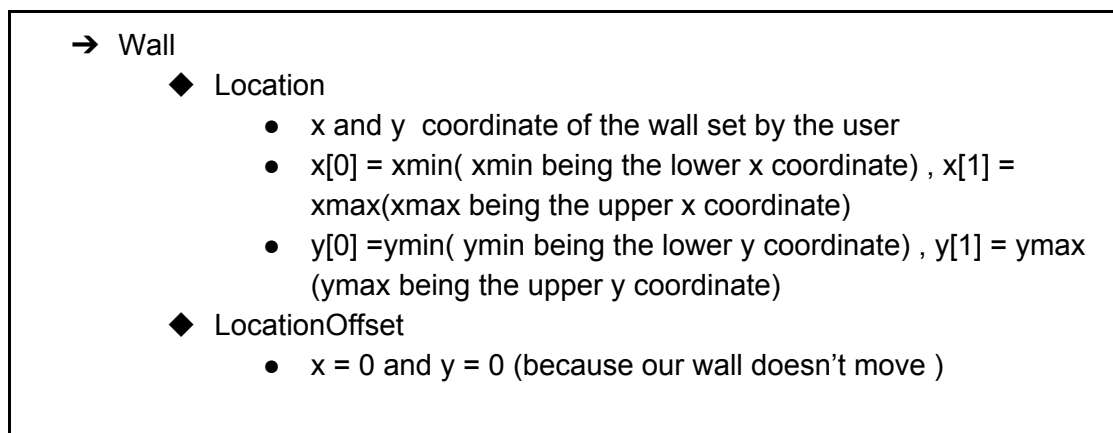 ➔ Wall
◆ Location
● x and y  coordinate of the wall set by the user
● x[0] = xmin( xmin being the lower x coordinate) , x[1] =
xmax(xmax being the upper x coordinate)
● y[0] =ymin( ymin being the lower y coordinate) , y[1] = ymax
(ymax being the upper y coordinate)
◆ LocationOffset
● x = 0 and y = 0 (because our wall doesn’t move )